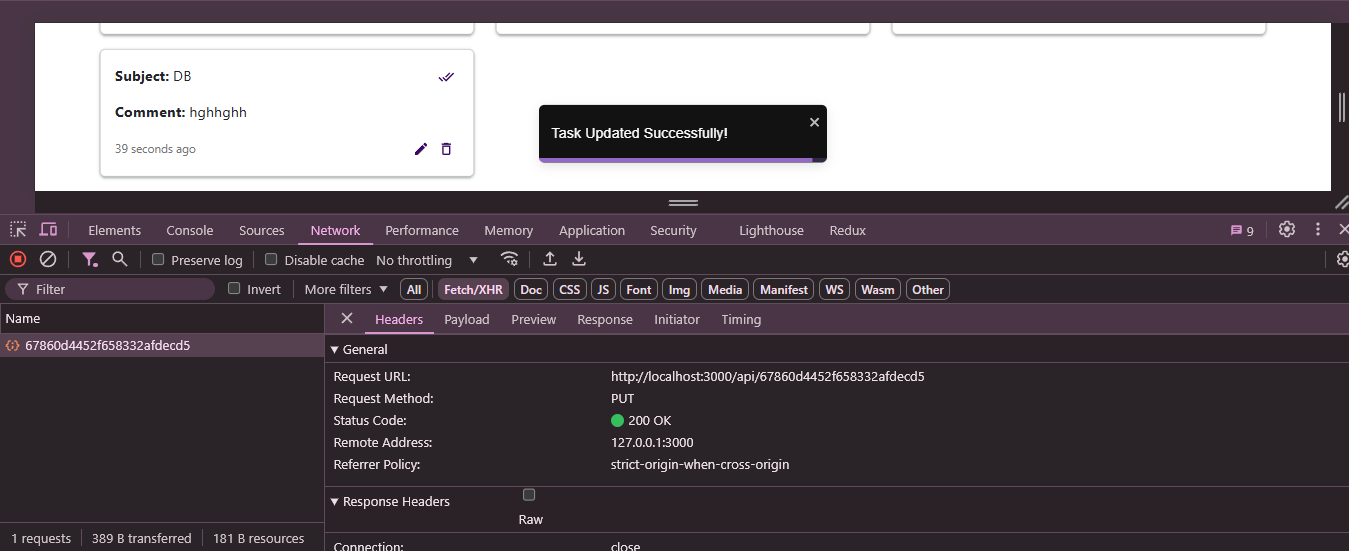 Subject: DB
Comment: hghhghh
39 seconds ago
Task Updated Successfully!
Elements Console Sources Network Performance Memory Application Security Lighthouse Redux 9
Preserve log Disable cache No throttling
Filter Invert More filters All Fetch/XHR Doc CSS JS Font Img Media Manifest WS Wasm Other
Name
67860d4452f658332afdecd5
1 requests 389 B transferred 181 B resources
Headers Payload Preview Response Initiator Timing
General
Request URL: http://localhost:3000/api/67860d4452f658332afdecd5
Request Method: PUT
Status Code: 200 OK
Remote Address: 127.0.0.1:3000
Referrer Policy: strict-origin-when-cross-origin
Response Headers
Raw
Connection: close